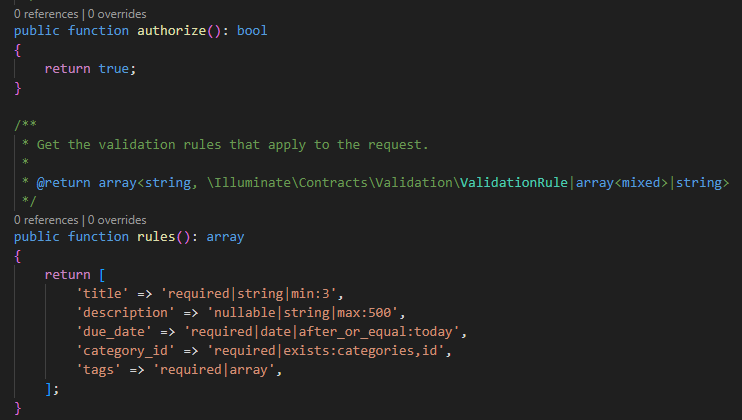 0 references | 0 overrides
public function authorize(): bool
{
    return true;
}
/**
 * Get the validation rules that apply to the request.
 *
 * @return array<string, \Illuminate\Contracts\Validation\ValidationRule|array<mixed>|string>
 */
0 references | 0 overrides
public function rules(): array
{
    return [
        'title' => 'required|string|min:3',
        'description' => 'nullable|string|max:500',
        'due_date' => 'required|date|after_or_equal:today',
        'category_id' => 'required|exists:categories,id',
        'tags' => 'required|array',
    ];
}